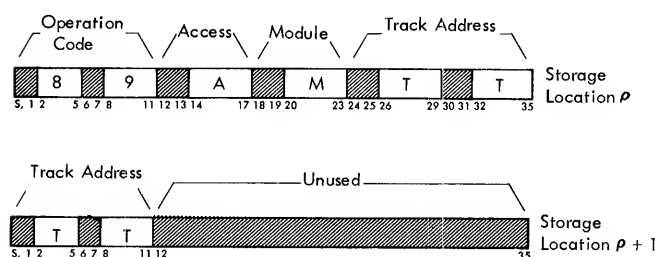 Operation Code Access Module Track Address
8 9 A M T T Storage Location ρ
S, 1 2 5 6 7 8 11 12 13 14 17 18 19 20 23 24 25 26 29 30 31 32 35
Track Address Unused
T T Storage Location ρ + 1
S, 1 2 5 6 7 8 11 12 35